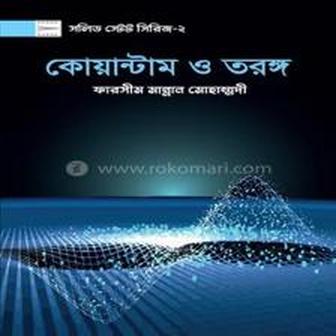 সলিড স্টেট সিরিজ-২
কোয়ান্টাম ও তরঙ্গ
ফারসীম মান্নান মোহাম্মদী
www.rokomari.com